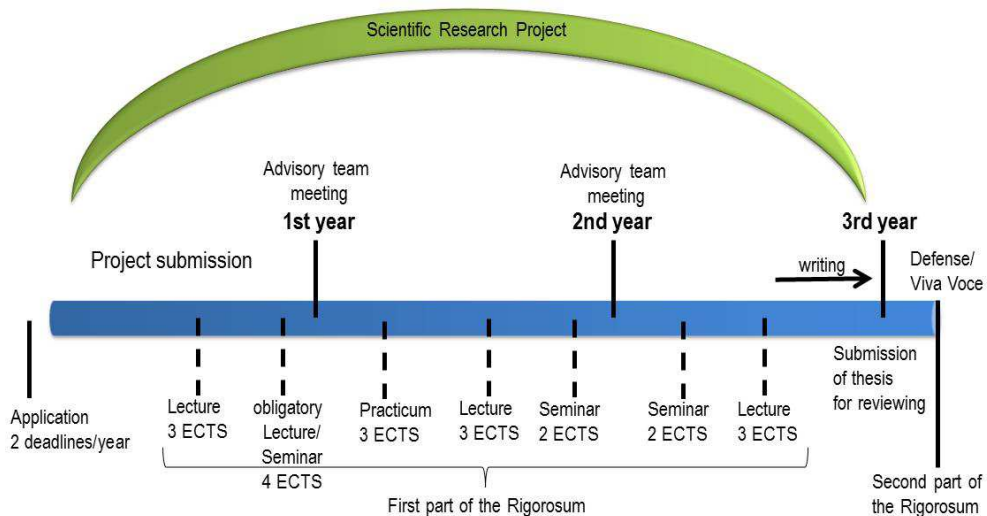 Scientific Research Project
Advisory team
meeting
1st year
Advisory team
meeting
2nd year
3rd year
Project submission
writing
Defense/
Viva Voce
Application
2 deadlines/year
Lecture
3 ECTS
obligatory
Lecture/
Seminar
4 ECTS
Practicum
3 ECTS
Lecture
3 ECTS
Seminar
2 ECTS
Seminar
2 ECTS
Lecture
3 ECTS
Submission
of thesis
for reviewing
First part of the Rigorosum
Second part of
the Rigorosum